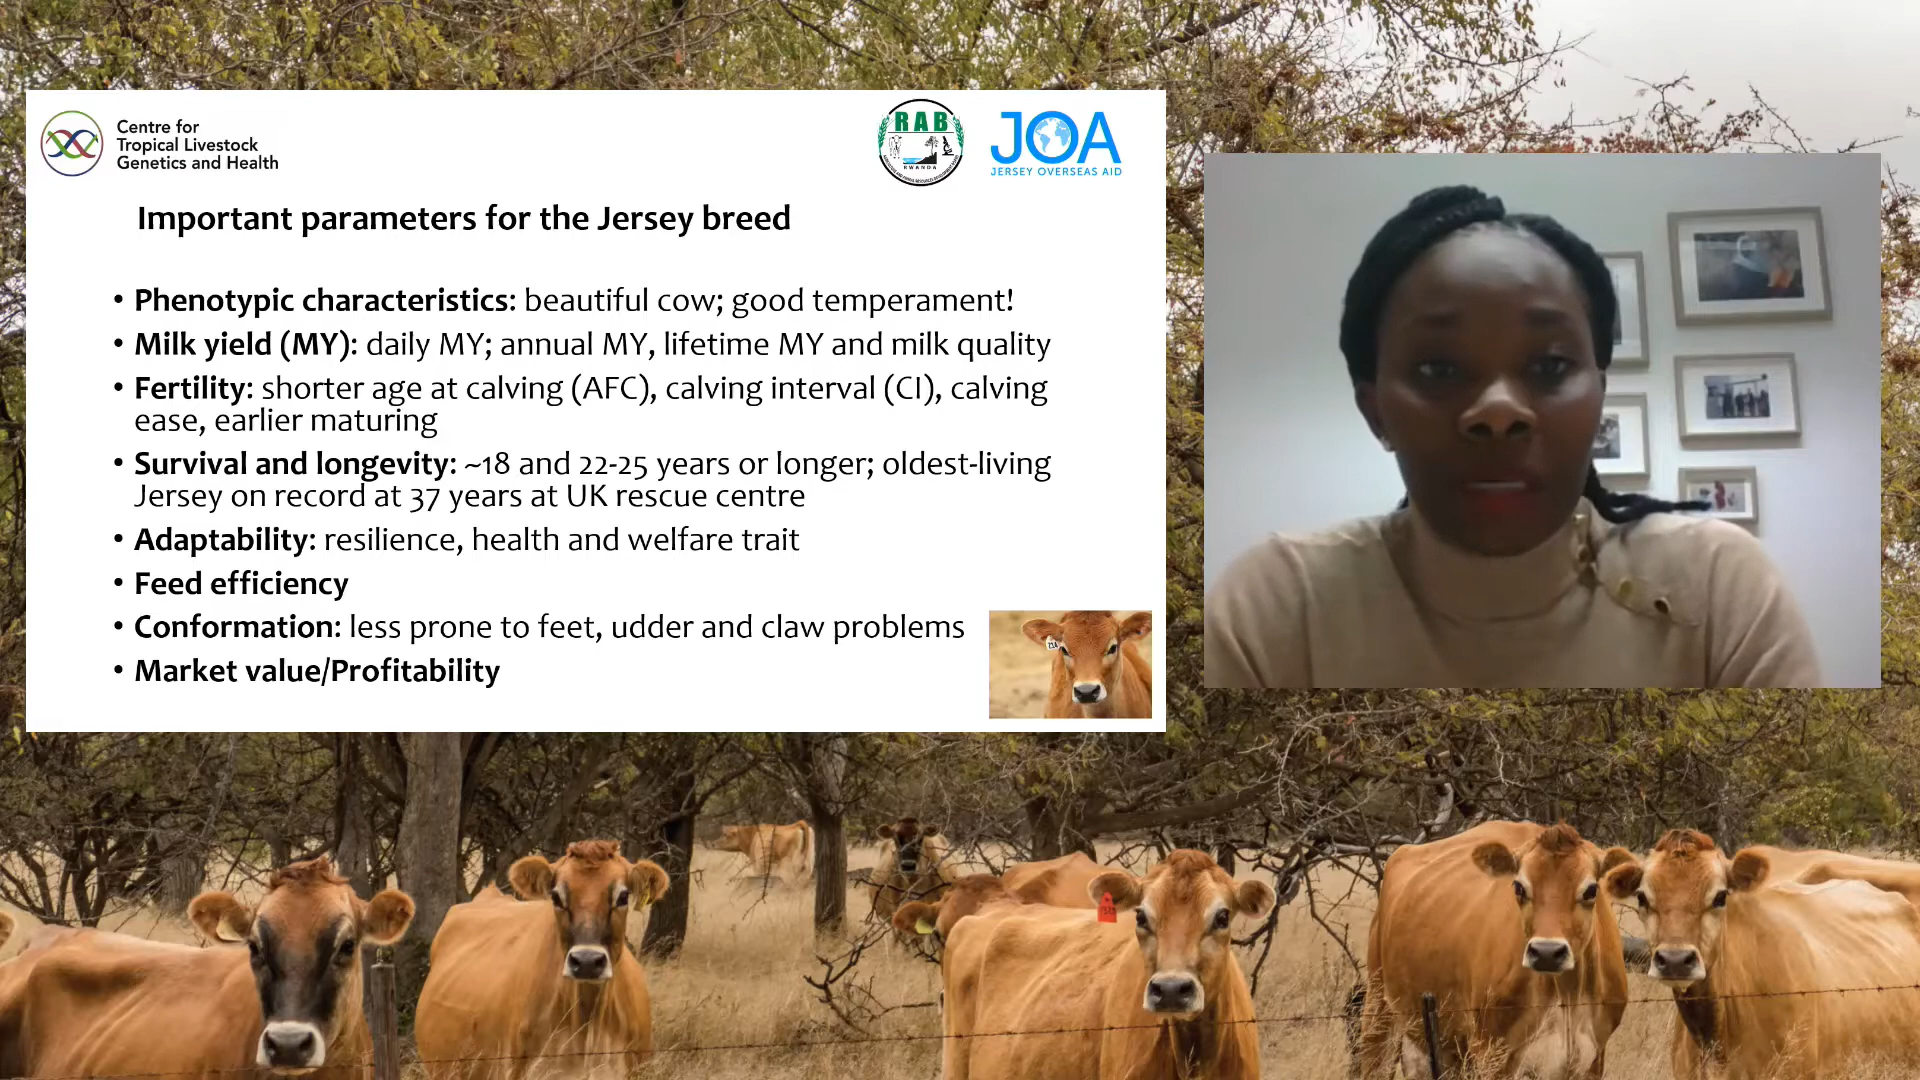 Centre for
Tropical Livestock
Genetics and Health
RAB
RWANDA
JOA
JERSEY OVERSEAS AID
Important parameters for the Jersey breed
• Phenotypic characteristics: beautiful cow; good temperament!
• Milk yield (MY): daily MY; annual MY, lifetime MY and milk quality
• Fertility: shorter age at calving (AFC), calving interval (CI), calving
ease, earlier maturing
• Survival and longevity: ~18 and 22-25 years or longer; oldest-living
Jersey on record at 37 years at UK rescue centre
• Adaptability: resilience, health and welfare trait
• Feed efficiency
• Conformation: less prone to feet, udder and claw problems
• Market value/Profitability